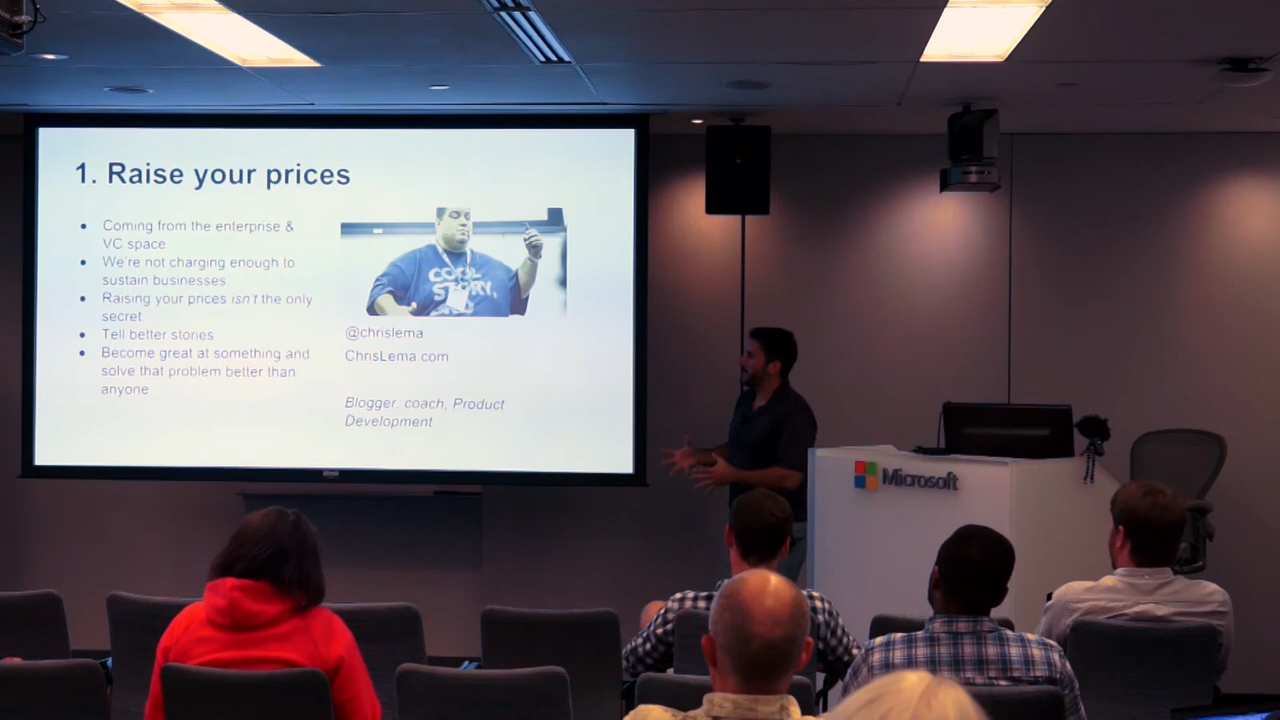 1. Raise your prices
● Coming from the enterprise &
VC space
● We're not charging enough to
sustain businesses
● Raising your prices isn't the only
secret
● Tell better stories
● Become great at something and
solve that problem better than
anyone
COOL
STORY,
@chrislema
ChrisLema.com
Blogger, coach, Product
Development
Microsoft